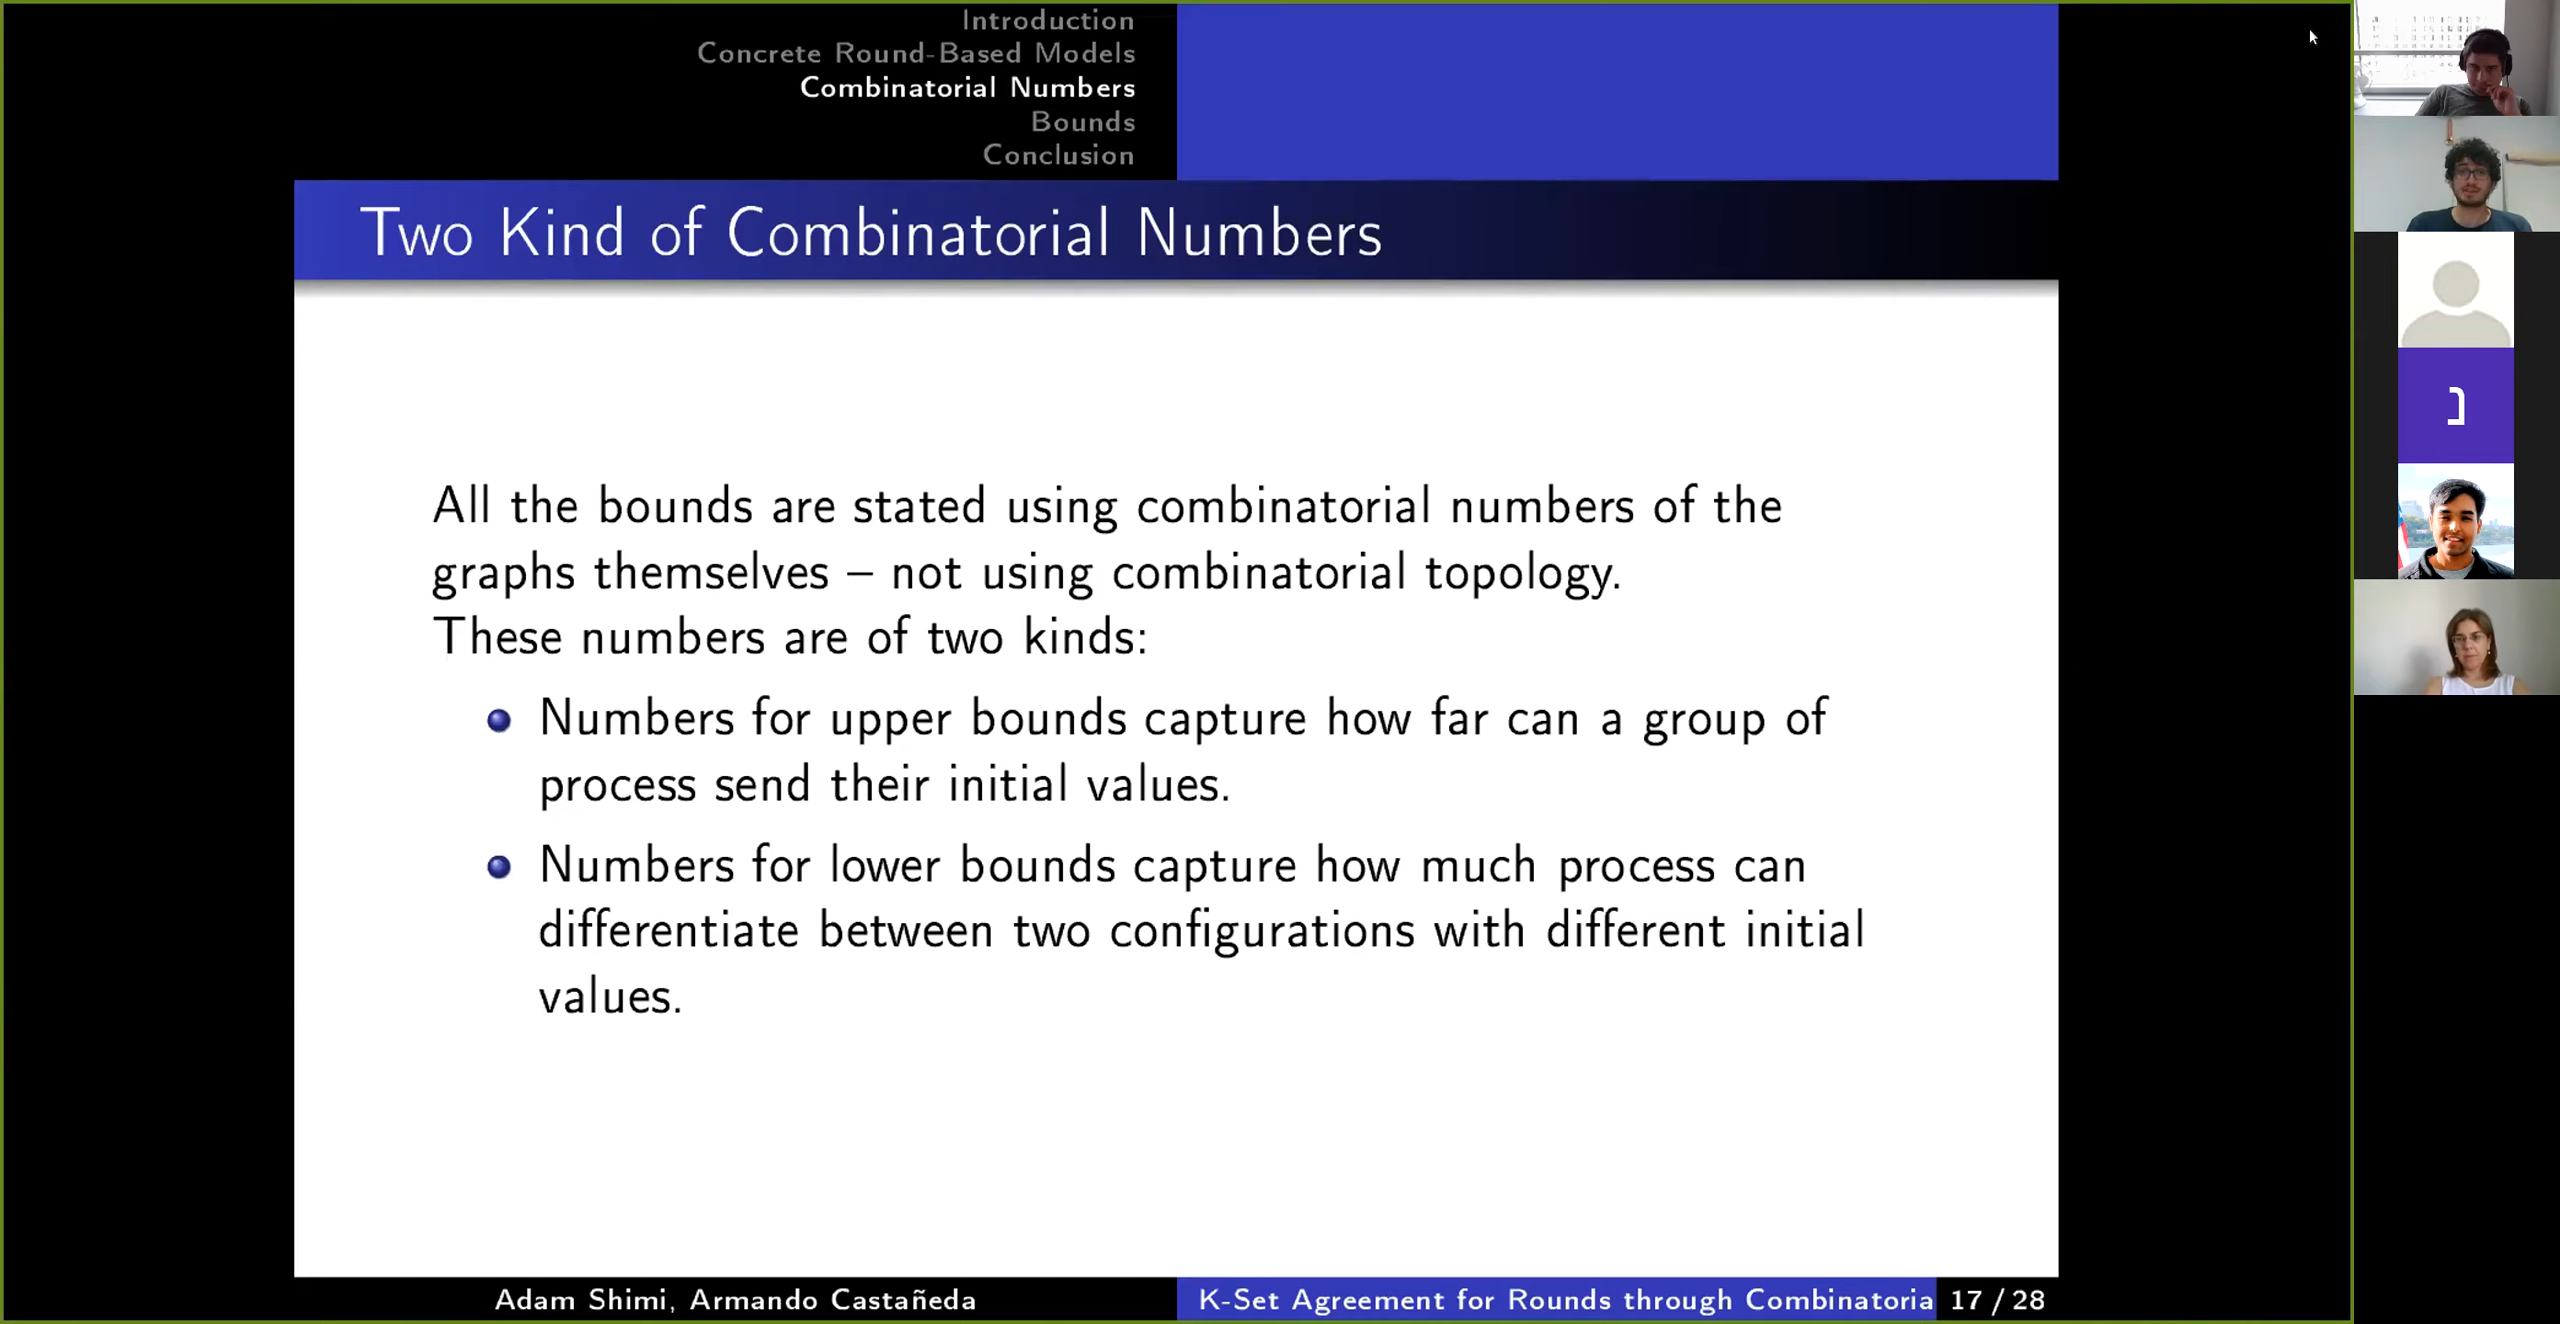 Introduction
Concrete Round-Based Models
Combinatorial Numbers
Bounds
Conclusion
Two Kind of Combinatorial Numbers
All the bounds are stated using combinatorial numbers of the
graphs themselves – not using combinatorial topology.
These numbers are of two kinds:
Numbers for upper bounds capture how far can a group of
process send their initial values.
Numbers for lower bounds capture how much process can
differentiate between two configurations with different initial
values.
Adam Shimi, Armando Castañeda
K-Set Agreement for Rounds through Combinatoria
17 / 28
נ